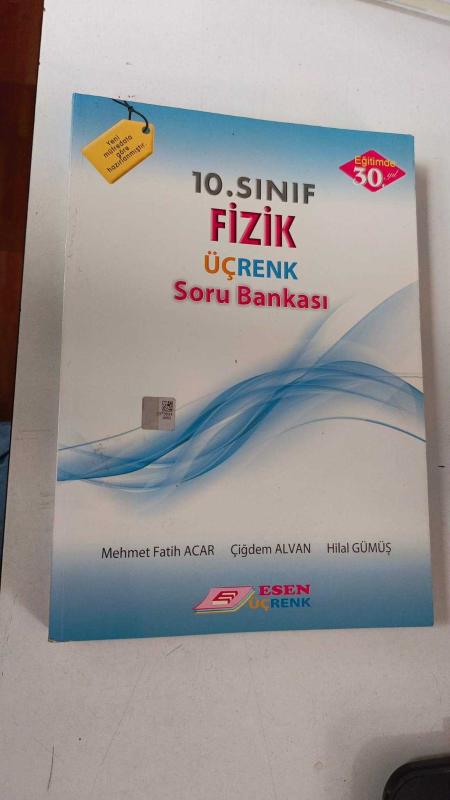 Yeni
müfredata
göre
hazırlanmıştır.
Eğitimde
30. yıl
10.SINIF
FİZİK
ÜÇRENK
Soru Bankası
Mehmet Fatih ACAR Çiğdem ALVAN Hilal GÜMÜŞ
ESEN
ÜÇRENK